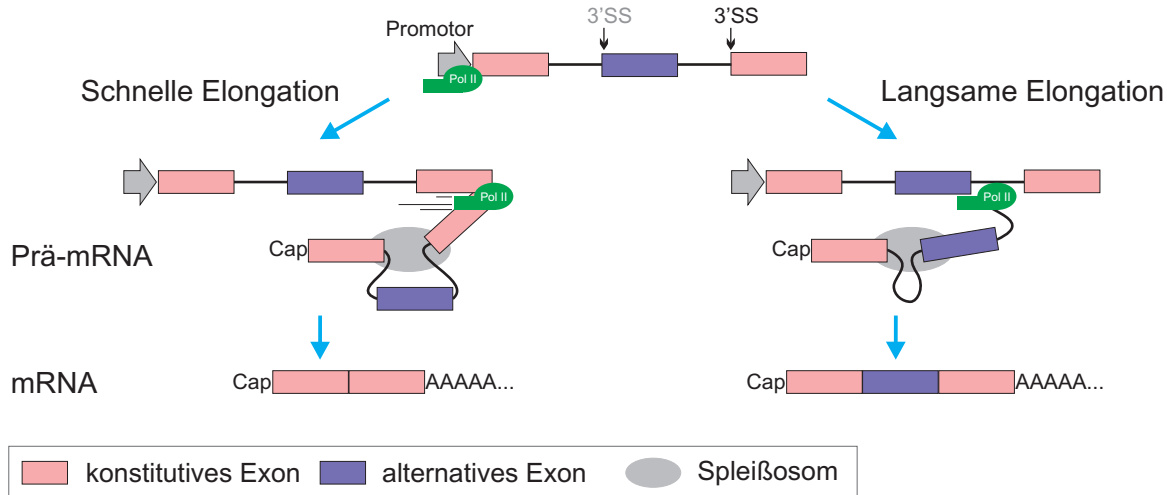 3'SS 3'SS
Promotor
Pol II
Schnelle Elongation
Langsame Elongation
Pol II
Pol II
Prä-mRNA
Cap
Cap
mRNA
Cap AAAAA...
Cap AAAAA...
konstitutives Exon alternatives Exon Spleißosom